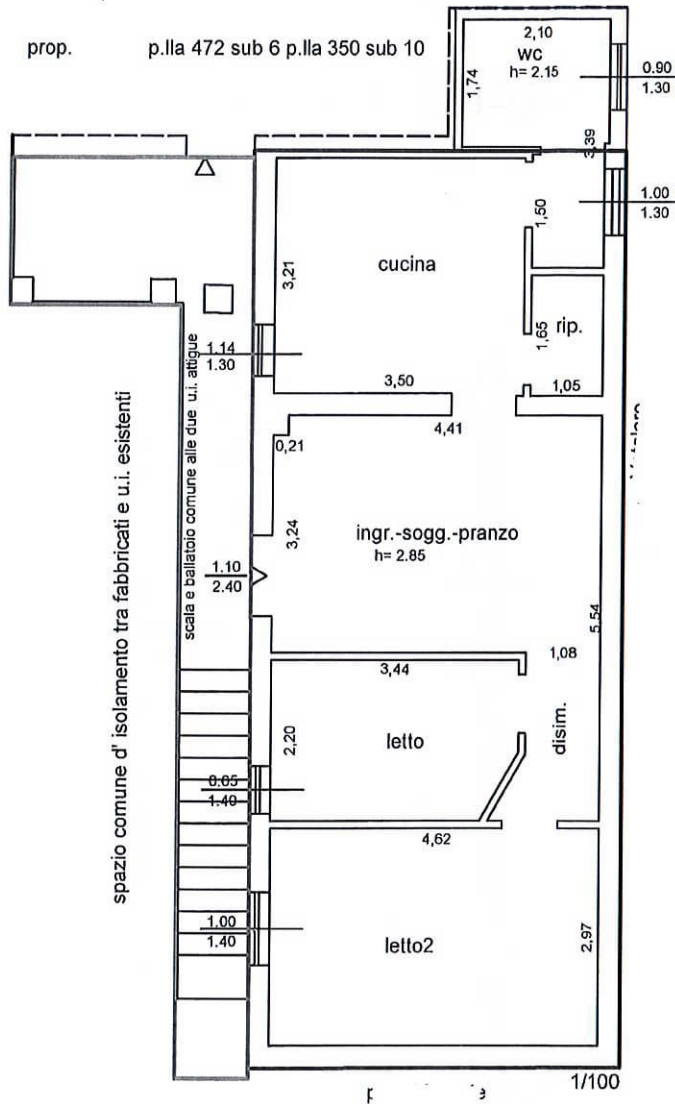 prop. p.lla 472 sub 6 p.lla 350 sub 10
2,10
wc
h= 2.15
1,74
0.90
1.30
3,39
1.00
1.30
1,50
cucina
3,21
1,65
rip.
1.14
1.30
3,50
1,05
4,41
0,21
scala e ballatoio comune alle due u.i. attigue
spazio comune d' isolamento tra fabbricati e u.i. esistenti
3,24
ingr.-sogg.-pranzo
h= 2.85
1.10
2.40
5,54
1,08
3,44
2,20
letto
disim.
1.40
4,62
1.00
1.40
letto2
2,97
1/100